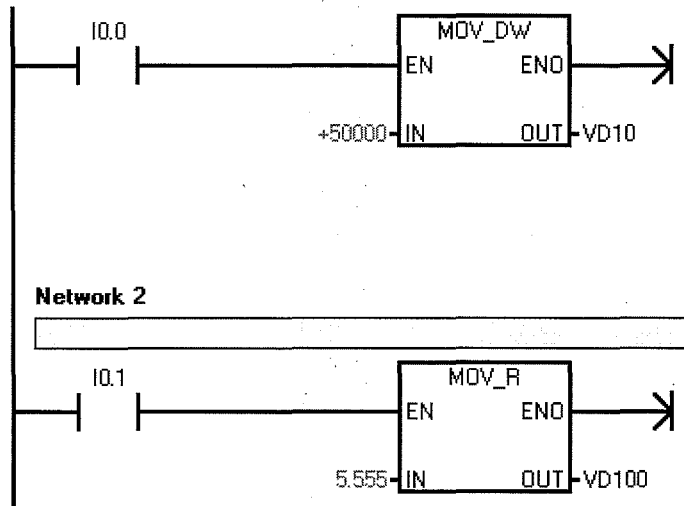 I0.0
MOV_DW
EN ENO
+50000 IN OUT VD10
Network 2
I0.1
MOV_R
EN ENO
5.555 IN OUT VD100